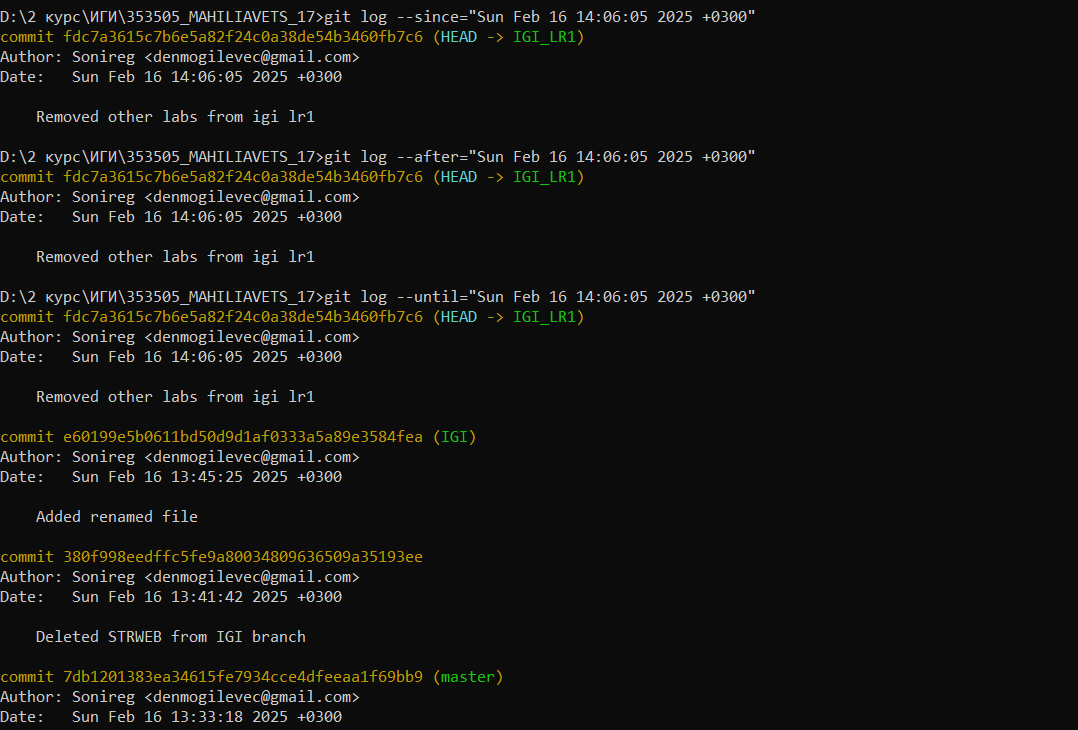 D:\2 курс\ИГИ\353505_MAHILIAVETS_17>git log --since="Sun Feb 16 14:06:05 2025 +0300"
commit fdc7a3615c7b6e5a82f24c0a38de54b3460fb7c6 (HEAD -> IGI_LR1)
Author: Sonireg <denmogilevec@gmail.com>
Date:   Sun Feb 16 14:06:05 2025 +0300
    Removed other labs from igi lr1
D:\2 курс\ИГИ\353505_MAHILIAVETS_17>git log --after="Sun Feb 16 14:06:05 2025 +0300"
commit fdc7a3615c7b6e5a82f24c0a38de54b3460fb7c6 (HEAD -> IGI_LR1)
Author: Sonireg <denmogilevec@gmail.com>
Date:   Sun Feb 16 14:06:05 2025 +0300
    Removed other labs from igi lr1
D:\2 курс\ИГИ\353505_MAHILIAVETS_17>git log --until="Sun Feb 16 14:06:05 2025 +0300"
commit fdc7a3615c7b6e5a82f24c0a38de54b3460fb7c6 (HEAD -> IGI_LR1)
Author: Sonireg <denmogilevec@gmail.com>
Date:   Sun Feb 16 14:06:05 2025 +0300
    Removed other labs from igi lr1
commit e60199e5b0611bd50d9d1af0333a5a89e3584fea (IGI)
Author: Sonireg <denmogilevec@gmail.com>
Date:   Sun Feb 16 13:45:25 2025 +0300
    Added renamed file
commit 380f998eedffc5fe9a80034809636509a35193ee
Author: Sonireg <denmogilevec@gmail.com>
Date:   Sun Feb 16 13:41:42 2025 +0300
    Deleted STRWEB from IGI branch
commit 7db1201383ea34615fe7934cce4dfeeaa1f69bb9 (master)
Author: Sonireg <denmogilevec@gmail.com>
Date:   Sun Feb 16 13:33:18 2025 +0300